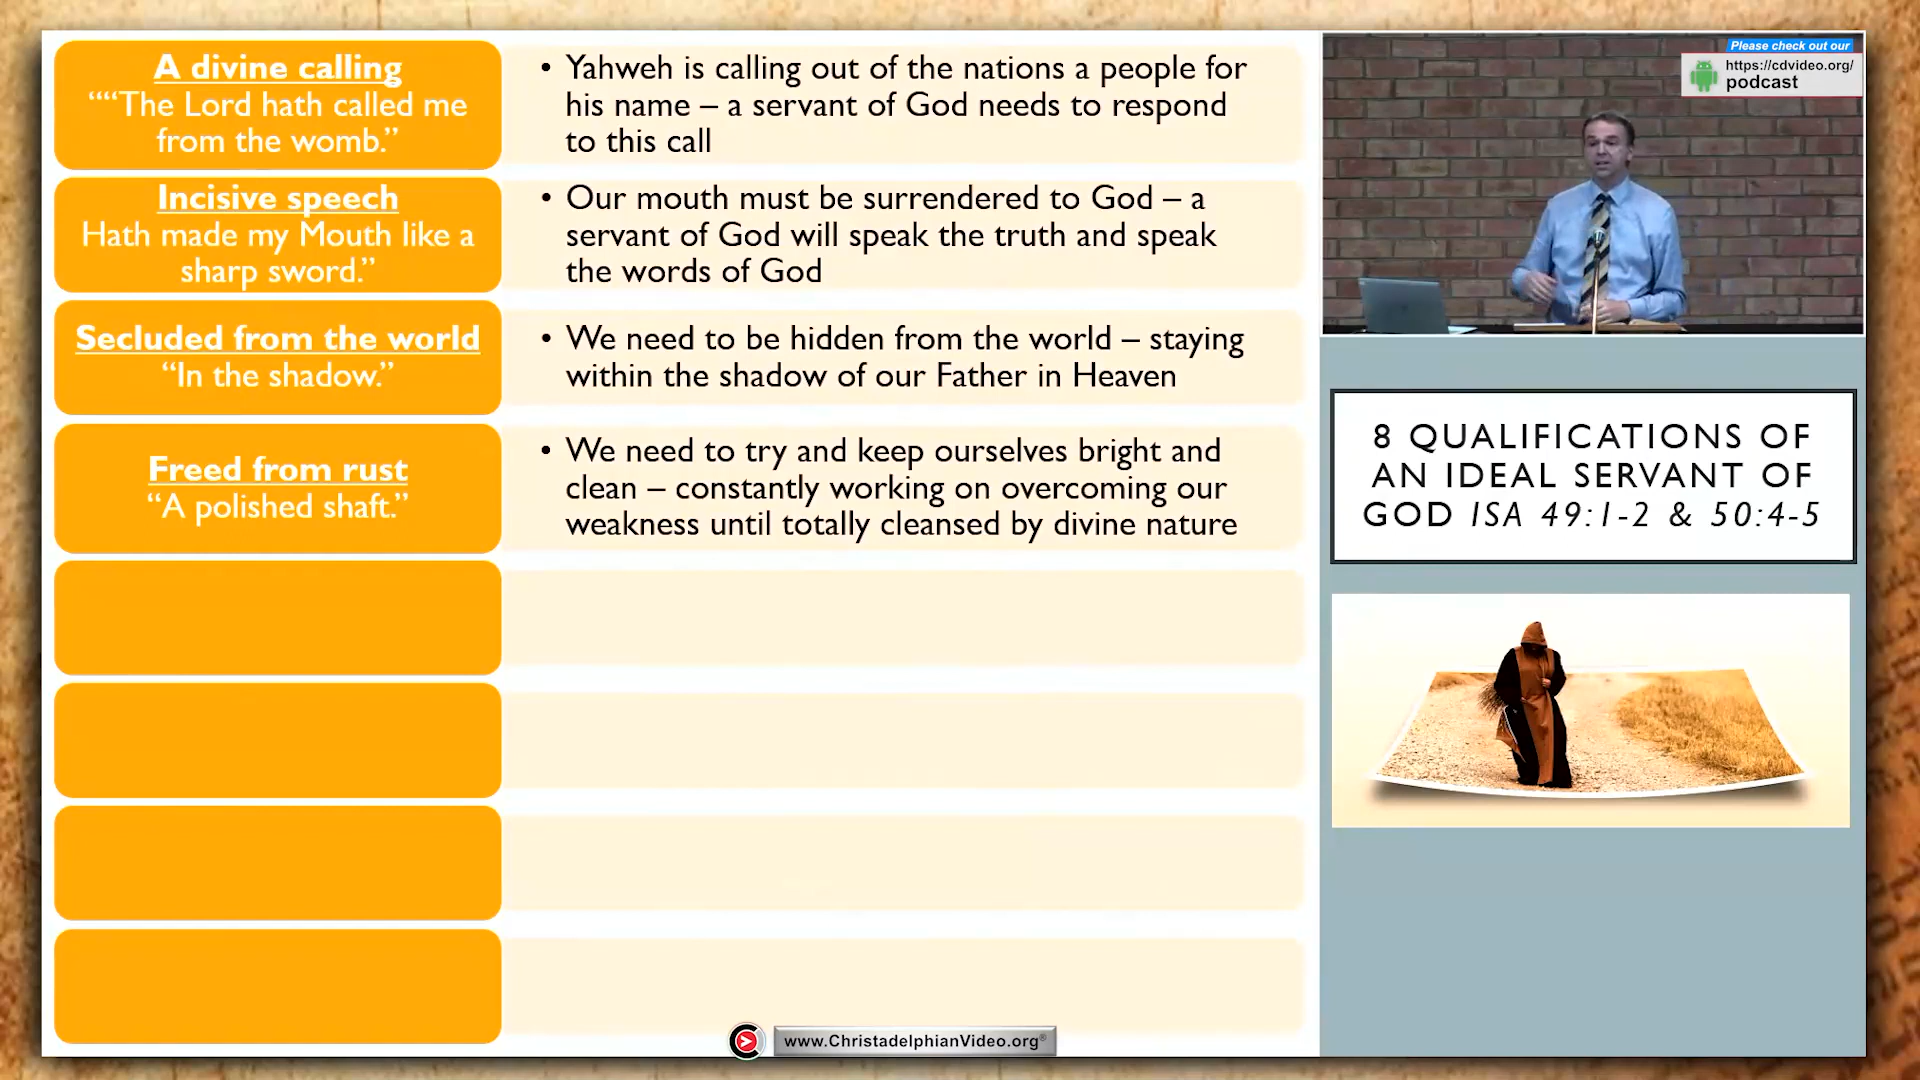 A divine calling
““The Lord hath called me
from the womb.”
• Yahweh is calling out of the nations a people for
his name – a servant of God needs to respond
to this call
Incisive speech
Hath made my Mouth like a
sharp sword.”
• Our mouth must be surrendered to God – a
servant of God will speak the truth and speak
the words of God
Secluded from the world
“In the shadow.”
• We need to be hidden from the world – staying
within the shadow of our Father in Heaven
Freed from rust
“A polished shaft.”
• We need to try and keep ourselves bright and
clean – constantly working on overcoming our
weakness until totally cleansed by divine nature
Please check out our
https://cdvideo.org/
podcast
8 QUALIFICATIONS OF
AN IDEAL SERVANT OF
GOD ISA 49:1-2 & 50:4-5
www.ChristadelphianVideo.org®